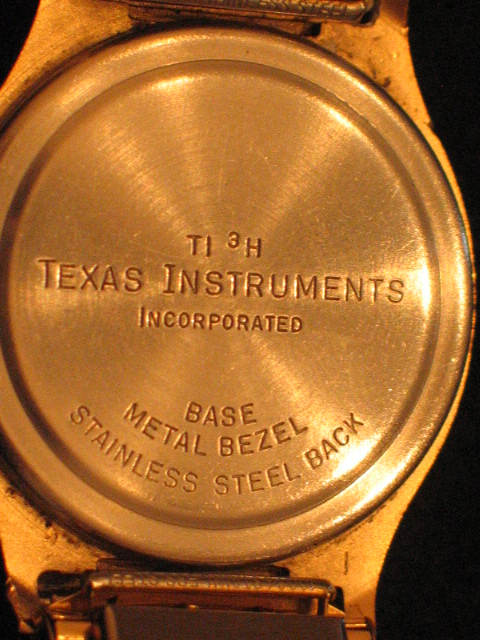 TI ³H
TEXAS INSTRUMENTS
INCORPORATED
BASE
METAL BEZEL
STAINLESS STEEL BACK